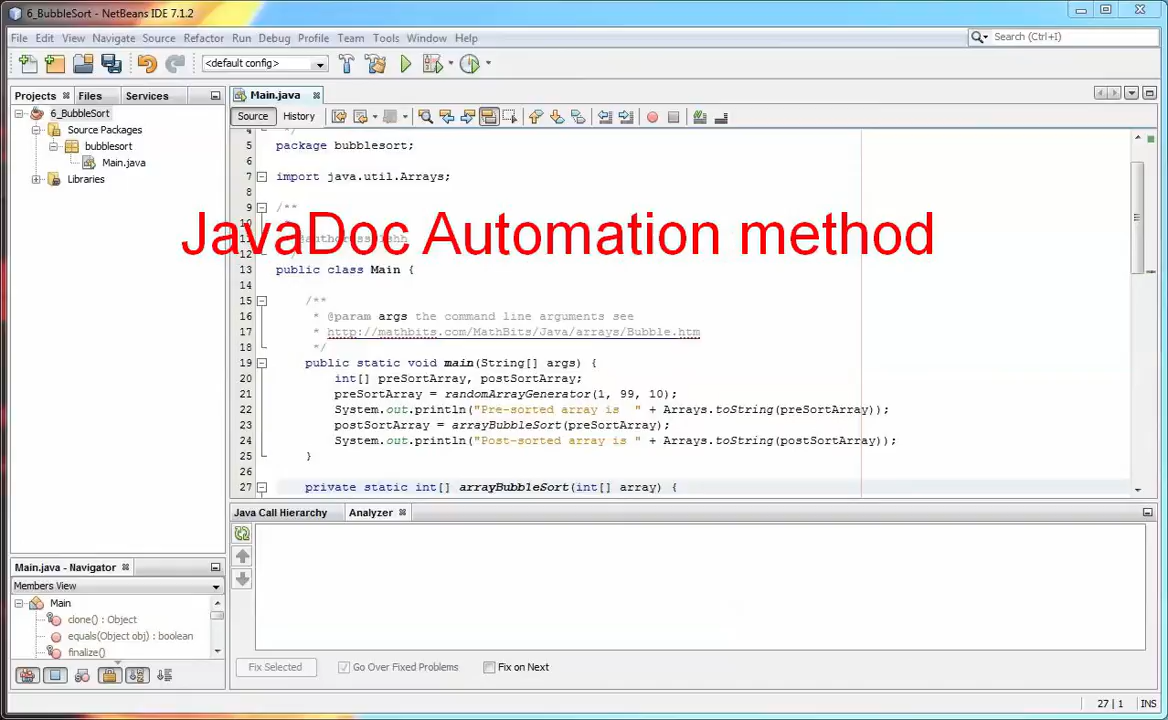 6_BubbleSort - NetBeans IDE 7.1.2
File Edit View Navigate Source Refactor Run Debug Profile Team Tools Window Help
Search (Ctrl+I)
<default config>
Projects Files Services
Main.java
6_BubbleSort
Source Packages
bubblesort
Main.java
Libraries
Source History
4 */
5 package bubblesort;
6
7 import java.util.Arrays;
8
9 /**
10
JavaDoc Automation method
11
12
13 public class Main {
14
15 /**
16 * @param args the command line arguments see
17 * http://mathbits.com/MathBits/Java/arrays/Bubble.htm
18 */
19 public static void main(String[] args) {
20 int[] preSortArray, postSortArray;
21 preSortArray = randomArrayGenerator(1, 99, 10);
22 System.out.println("Pre-sorted array is  " + Arrays.toString(preSortArray));
23 postSortArray = arrayBubbleSort(preSortArray);
24 System.out.println("Post-sorted array is " + Arrays.toString(postSortArray));
25 }
26
27 private static int[] arrayBubbleSort(int[] array) {
Java Call Hierarchy Analyzer
Main.java - Navigator
Members View
Main
clone() : Object
equals(Object obj) : boolean
finalize()
Fix Selected Go Over Fixed Problems Fix on Next
27 | 1 INS